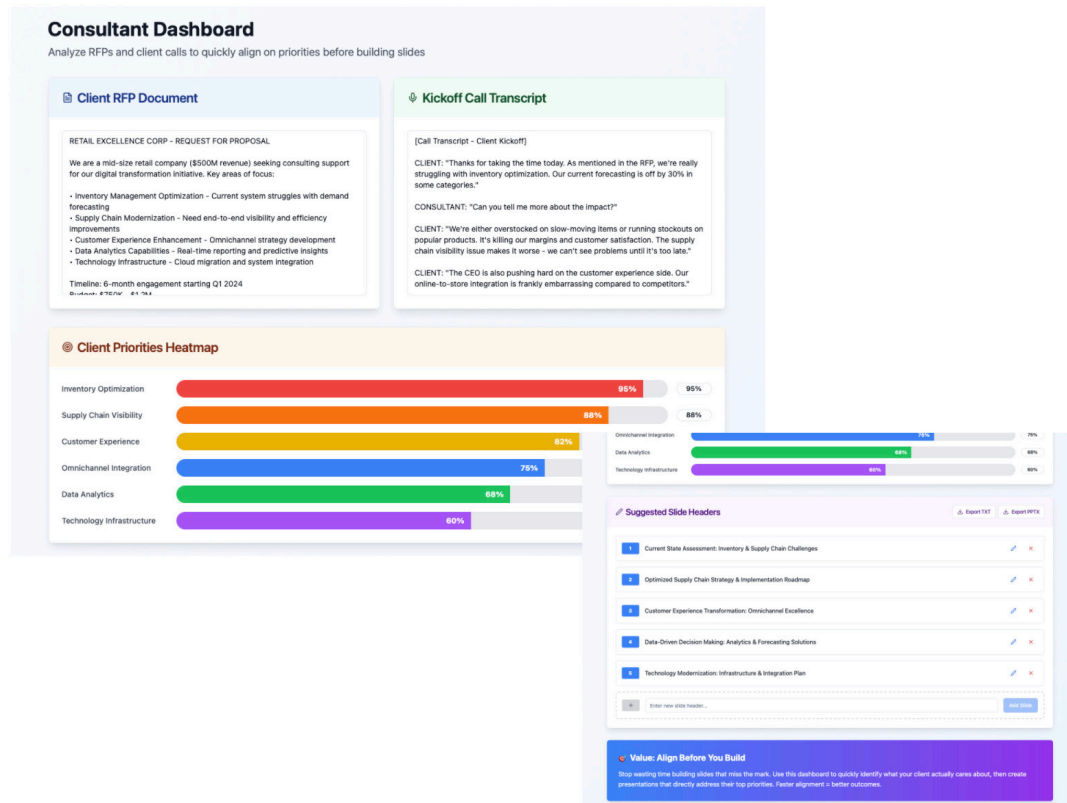 Consultant Dashboard
Analyze RFPs and client calls to quickly align on priorities before building slides
Client RFP Document
RETAIL EXCELLENCE CORP - REQUEST FOR PROPOSAL
We are a mid-size retail company ($500M revenue) seeking consulting support
for our digital transformation initiative. Key areas of focus:
• Inventory Management Optimization - Current system struggles with demand
forecasting
• Supply Chain Modernization - Need end-to-end visibility and efficiency
improvements
• Customer Experience Enhancement - Omnichannel strategy development
• Data Analytics Capabilities - Real-time reporting and predictive insights
• Technology Infrastructure - Cloud migration and system integration
Timeline: 6-month engagement starting Q1 2024
Budget: $750K - $1.2M
Kickoff Call Transcript
[Call Transcript - Client Kickoff]
CLIENT: "Thanks for taking the time today. As mentioned in the RFP, we're really
struggling with inventory optimization. Our current forecasting is off by 30% in
some categories."
CONSULTANT: "Can you tell me more about the impact?"
CLIENT: "We're either overstocked on slow-moving items or running stockouts on
popular products. It's killing our margins and customer satisfaction. The supply
chain visibility issue makes it worse - we can't see problems until it's too late."
CLIENT: "The CEO is also pushing hard on the customer experience side. Our
online-to-store integration is frankly embarrassing compared to competitors."
Client Priorities Heatmap
Inventory Optimization 95% 95%
Supply Chain Visibility 88% 88%
Customer Experience 82%
Omnichannel Integration 75%
Data Analytics 68%
Technology Infrastructure 60%
Omnichannel Integration 75% 75%
Data Analytics 68% 68%
Technology Infrastructure 60% 60%
Suggested Slide Headers
Export TXT
Export PPTX
1 Current State Assessment: Inventory & Supply Chain Challenges
2 Optimized Supply Chain Strategy & Implementation Roadmap
3 Customer Experience Transformation: Omnichannel Excellence
4 Data-Driven Decision Making: Analytics & Forecasting Solutions
5 Technology Modernization: Infrastructure & Integration Plan
+ Enter new slide header... Add Slide
Value: Align Before You Build
Stop wasting time building slides that miss the mark. Use this dashboard to quickly identify what your client actually cares about, then create
presentations that directly address their top priorities. Faster alignment = better outcomes.